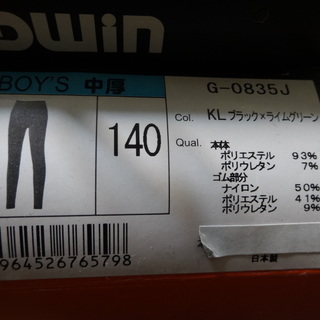 owin
BOY'S 中厚
140
G-0835J
Col. KL ブラック×ライムグリーン
Qual. 本体
ポリエステル 93%
ポリウレタン 7%
ゴム部分
ナイロン 50%
ポリエステル 41%
ポリウレタン 9%
日本製
964526765798